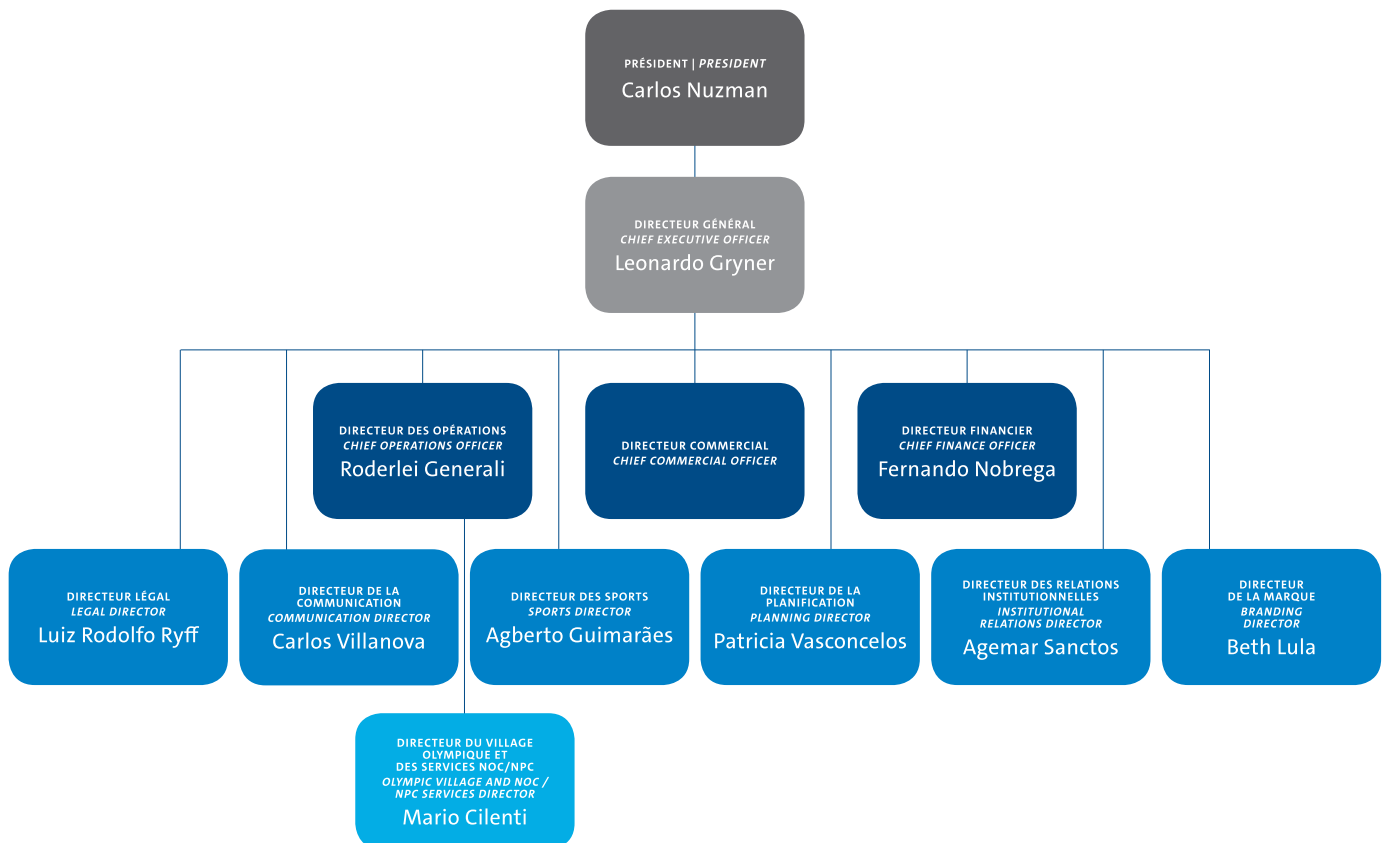 PRÉSIDENT | PRESIDENT
Carlos Nuzman
DIRECTEUR GÉNÉRAL
CHIEF EXECUTIVE OFFICER
Leonardo Gryner
DIRECTEUR DES OPÉRATIONS
CHIEF OPERATIONS OFFICER
Roderlei Generali
DIRECTEUR COMMERCIAL
CHIEF COMMERCIAL OFFICER
DIRECTEUR FINANCIER
CHIEF FINANCE OFFICER
Fernando Nobrega
DIRECTEUR LÉGAL
LEGAL DIRECTOR
Luiz Rodolfo Ryff
DIRECTEUR DE LA
COMMUNICATION
COMMUNICATION DIRECTOR
Carlos Villanova
DIRECTEUR DES SPORTS
SPORTS DIRECTOR
Agberto Guimarães
DIRECTEUR DE LA
PLANIFICATION
PLANNING DIRECTOR
Patricia Vasconcelos
DIRECTEUR DES RELATIONS
INSTITUTIONNELLES
INSTITUTIONAL
RELATIONS DIRECTOR
Agemar Sanctos
DIRECTEUR
DE LA MARQUE
BRANDING
DIRECTOR
Beth Lula
DIRECTEUR DU VILLAGE
OLYMPIQUE ET
DES SERVICES NOC/NPC
OLYMPIC VILLAGE AND NOC /
NPC SERVICES DIRECTOR
Mario Cilenti